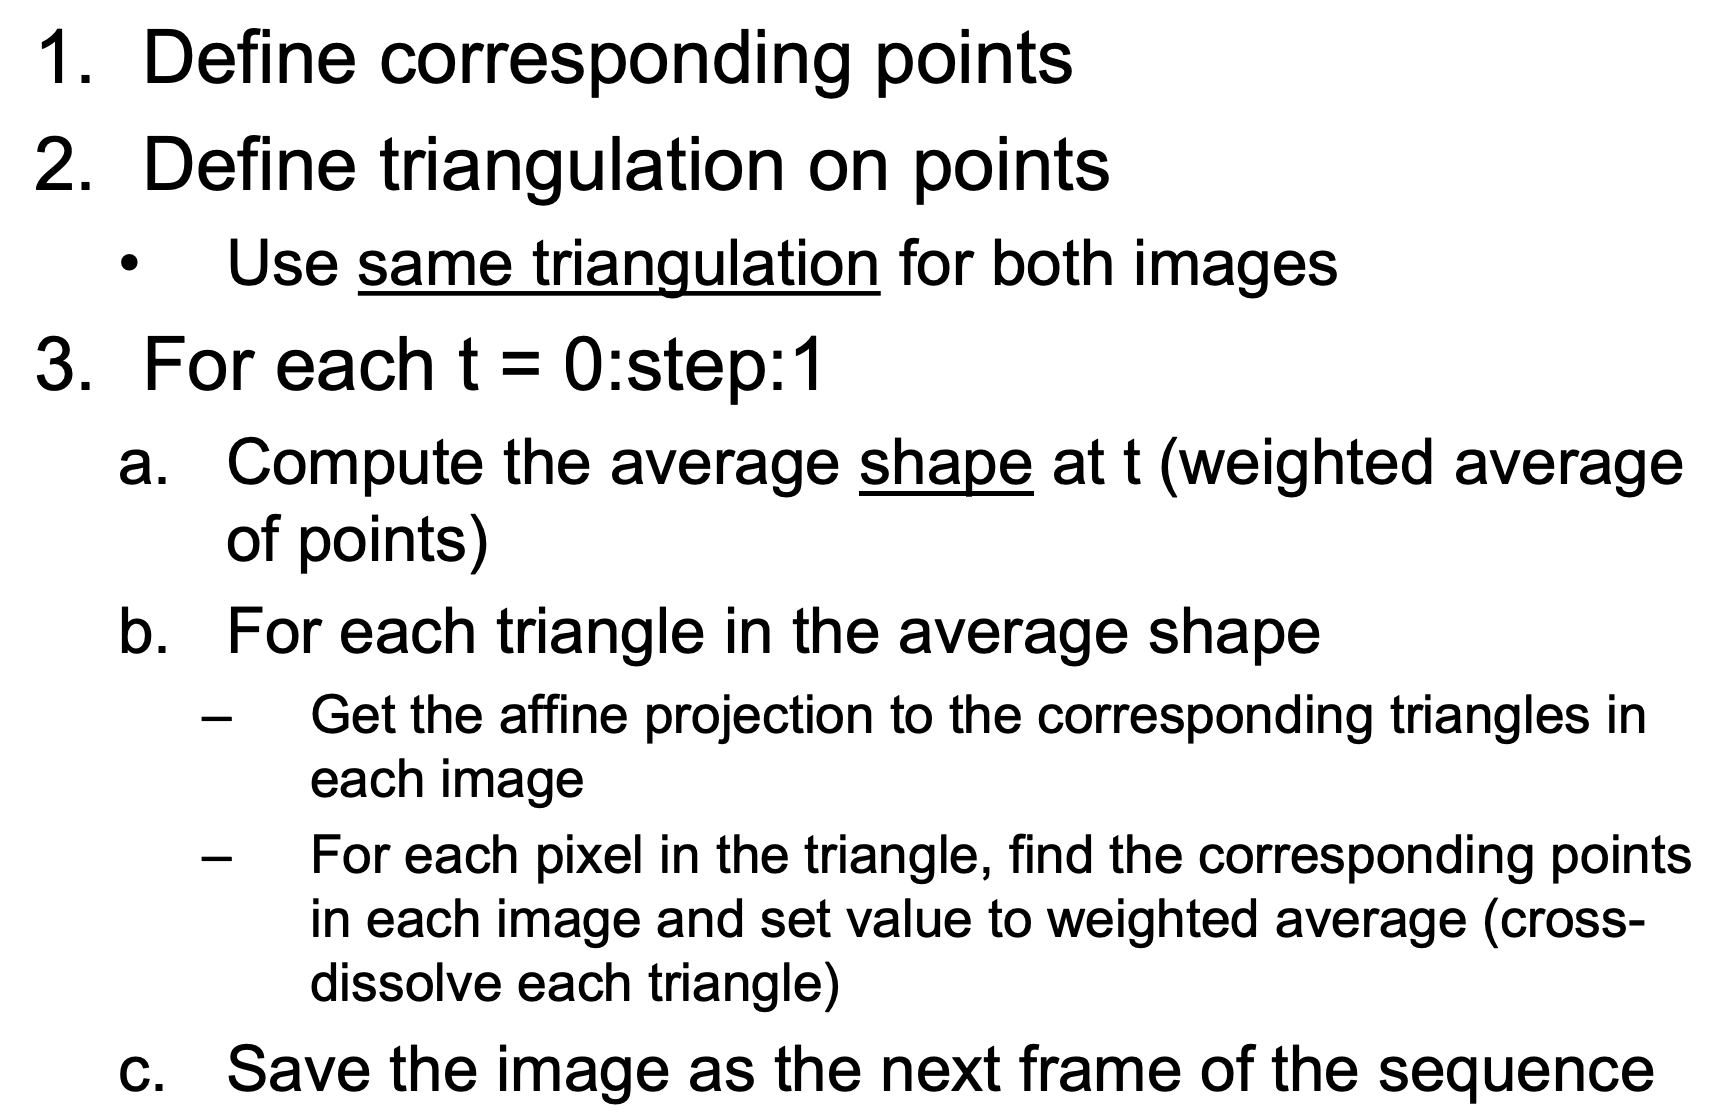 1. Define corresponding points
2. Define triangulation on points
• Use same triangulation for both images
3. For each t = 0:step:1
a. Compute the average shape at t (weighted average
of points)
b. For each triangle in the average shape
– Get the affine projection to the corresponding triangles in
each image
– For each pixel in the triangle, find the corresponding points
in each image and set value to weighted average (cross-
dissolve each triangle)
c. Save the image as the next frame of the sequence